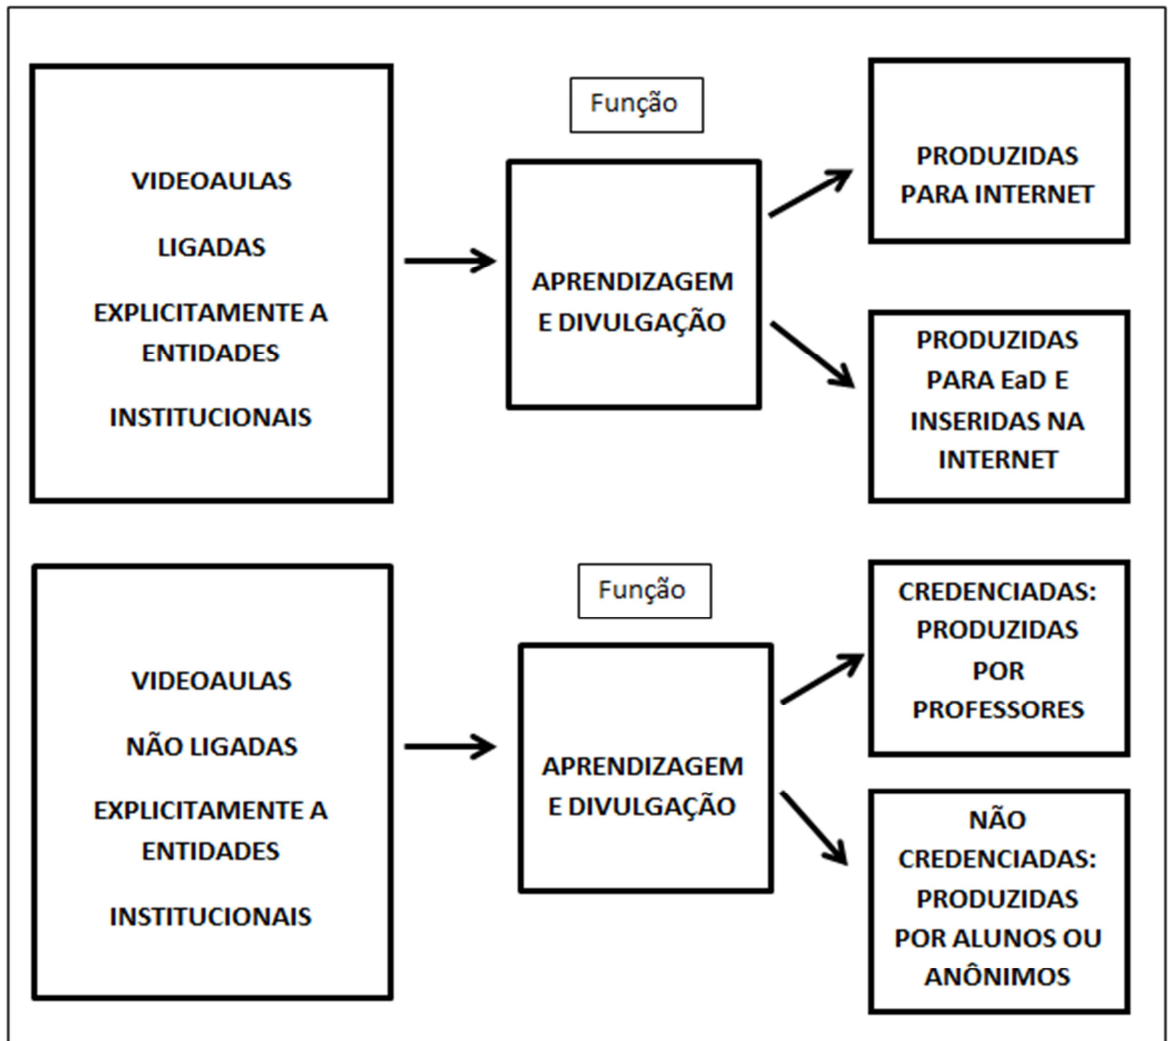 VIDEOAULAS
LIGADAS
EXPLICITAMENTE A
ENTIDADES
INSTITUCIONAIS
Função
APRENDIZAGEM
E DIVULGAÇÃO
PRODUZIDAS
PARA INTERNET
PRODUZIDAS
PARA EaD E
INSERIDAS NA
INTERNET
VIDEOAULAS
NÃO LIGADAS
EXPLICITAMENTE A
ENTIDADES
INSTITUCIONAIS
Função
APRENDIZAGEM
E DIVULGAÇÃO
CREDENCIADAS:
PRODUZIDAS
POR
PROFESSORES
NÃO
CREDENCIADAS:
PRODUZIDAS
POR ALUNOS OU
ANÔNIMOS